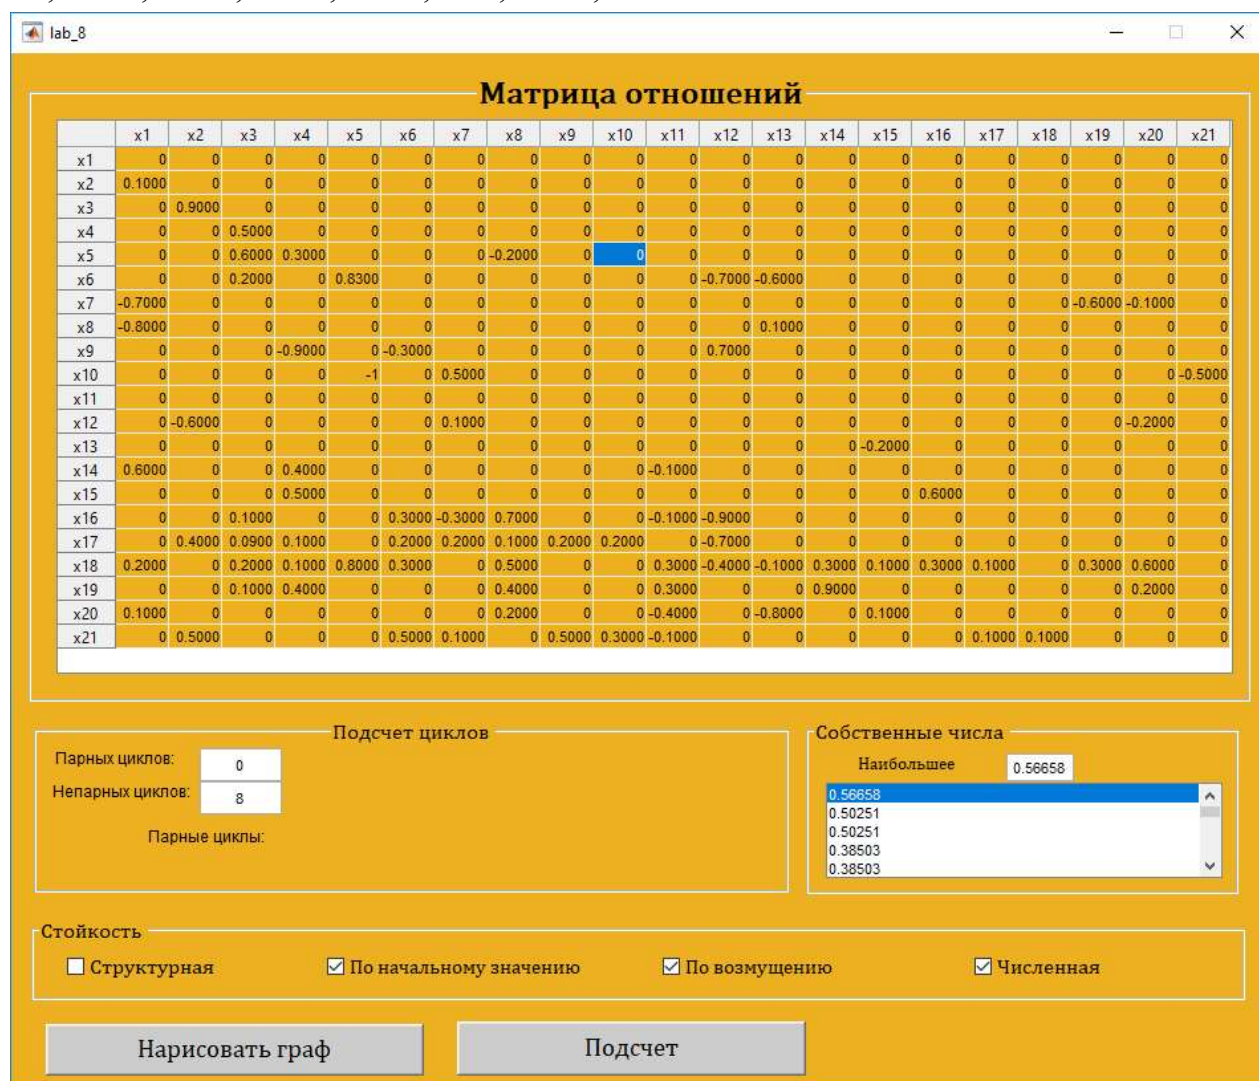 lab_8
Матрица отношений
x1 x2 x3 x4 x5 x6 x7 x8 x9 x10 x11 x12 x13 x14 x15 x16 x17 x18 x19 x20 x21
x1 0 0 0 0 0 0 0 0 0 0 0 0 0 0 0 0 0 0 0 0 0
x2 0.1000 0 0 0 0 0 0 0 0 0 0 0 0 0 0 0 0 0 0 0 0
x3 0 0.9000 0 0 0 0 0 0 0 0 0 0 0 0 0 0 0 0 0 0 0
x4 0 0 0.5000 0 0 0 0 0 0 0 0 0 0 0 0 0 0 0 0 0 0
x5 0 0 0.6000 0.3000 0 0 0 -0.2000 0 0 0 0 0 0 0 0 0 0 0 0 0
x6 0 0 0.2000 0 0.8300 0 0 0 0 0 0 -0.7000 -0.6000 0 0 0 0 0 0 0 0
x7 -0.7000 0 0 0 0 0 0 0 0 0 0 0 0 0 0 0 0 0 -0.6000 -0.1000 0
x8 -0.8000 0 0 0 0 0 0 0 0 0 0 0 0.1000 0 0 0 0 0 0 0 0
x9 0 0 0 -0.9000 0 -0.3000 0 0 0 0 0 0.7000 0 0 0 0 0 0 0 0 0
x10 0 0 0 0 -1 0 0.5000 0 0 0 0 0 0 0 0 0 0 0 0 0 -0.5000
x11 0 0 0 0 0 0 0 0 0 0 0 0 0 0 0 0 0 0 0 0 0
x12 0 -0.6000 0 0 0 0 0.1000 0 0 0 0 0 0 0 0 0 0 0 0 -0.2000 0
x13 0 0 0 0 0 0 0 0 0 0 0 0 0 0 -0.2000 0 0 0 0 0 0
x14 0.6000 0 0 0.4000 0 0 0 0 0 0 -0.1000 0 0 0 0 0 0 0 0 0 0
x15 0 0 0 0.5000 0 0 0 0 0 0 0 0 0 0 0 0.6000 0 0 0 0 0
x16 0 0 0.1000 0 0 0.3000 -0.3000 0.7000 0 0 -0.1000 -0.9000 0 0 0 0 0 0 0 0 0
x17 0 0.4000 0.0900 0.1000 0 0.2000 0.2000 0.1000 0.2000 0.2000 0 -0.7000 0 0 0 0 0 0 0 0 0
x18 0.2000 0 0.2000 0.1000 0.8000 0.3000 0 0.5000 0 0 0.3000 -0.4000 -0.1000 0.3000 0.1000 0.3000 0.1000 0 0.3000 0.6000 0
x19 0 0 0.1000 0.4000 0 0 0 0.4000 0 0 0.3000 0 0 0.9000 0 0 0 0 0 0.2000 0
x20 0.1000 0 0 0 0 0 0 0.2000 0 0 -0.4000 0 -0.8000 0 0.1000 0 0 0 0 0 0
x21 0 0.5000 0 0 0 0.5000 0.1000 0 0.5000 0.3000 -0.1000 0 0 0 0 0 0.1000 0.1000 0 0 0
Подсчет циклов
Парных циклов: 0
Непарных циклов: 8
Парные циклы:
Собственные числа
Наибольшее 0.56658
0.56658
0.50251
0.50251
0.38503
0.38503
Стойкость
Структурная По начальному значению По возмущению Численная
Нарисовать граф Подсчет